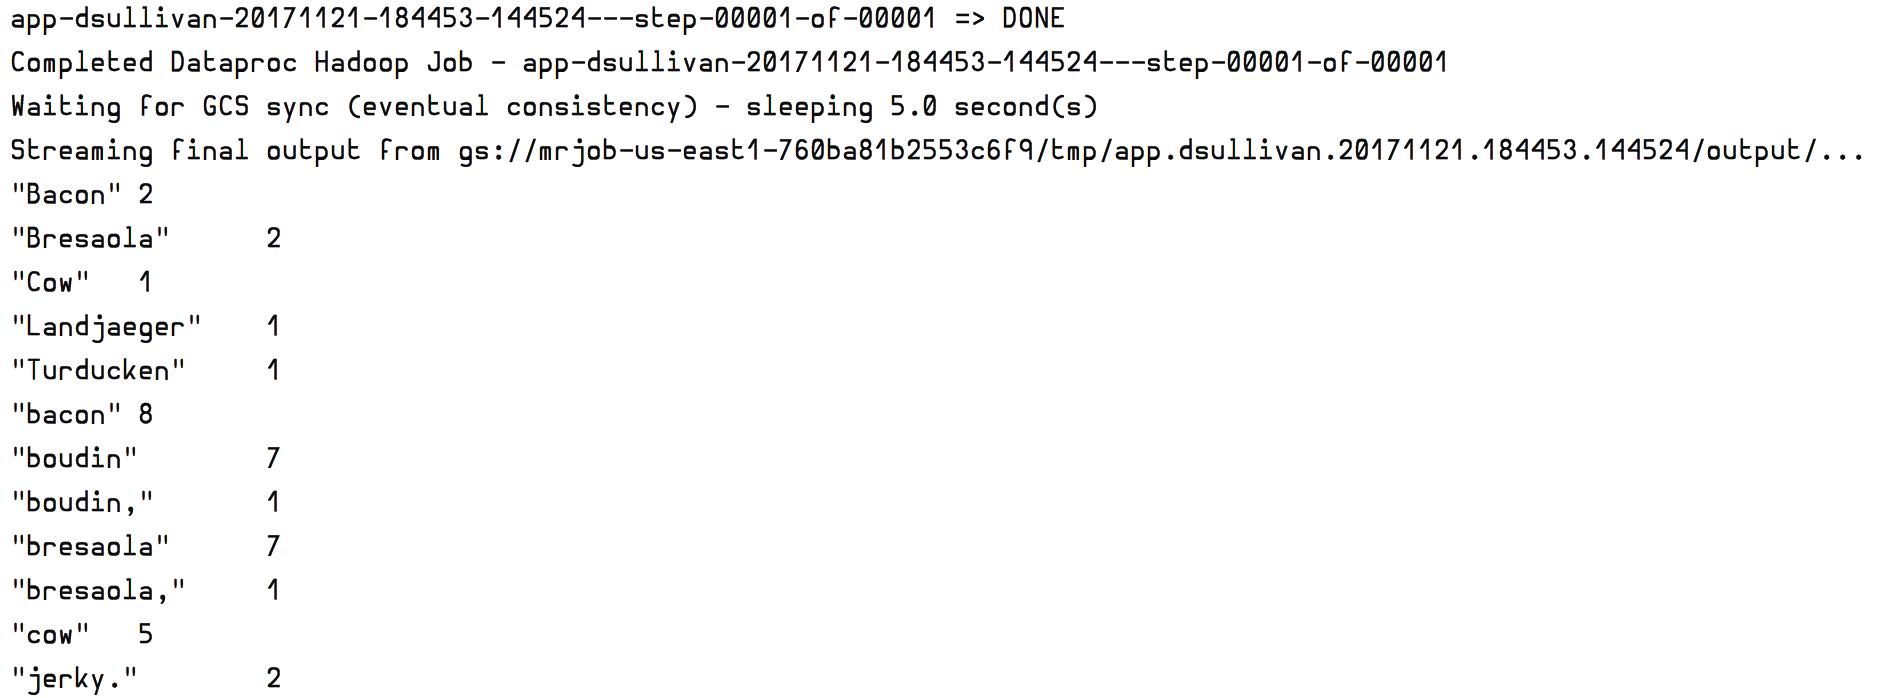 app-dsullivan-20171121-184453-144524---step-00001-of-00001 => DONE
Completed Dataproc Hadoop Job - app-dsullivan-20171121-184453-144524---step-00001-of-00001
Waiting for GCS sync (eventual consistency) - sleeping 5.0 second(s)
Streaming final output from gs://mrjob-us-east1-760ba81b2553c6f9/tmp/app.dsullivan.20171121.184453.144524/output/...
"Bacon" 2
"Bresaola" 2
"Cow" 1
"Landjaeger" 1
"Turducken" 1
"bacon" 8
"boudin" 7
"boudin," 1
"bresaola" 7
"bresaola," 1
"cow" 5
"jerky." 2